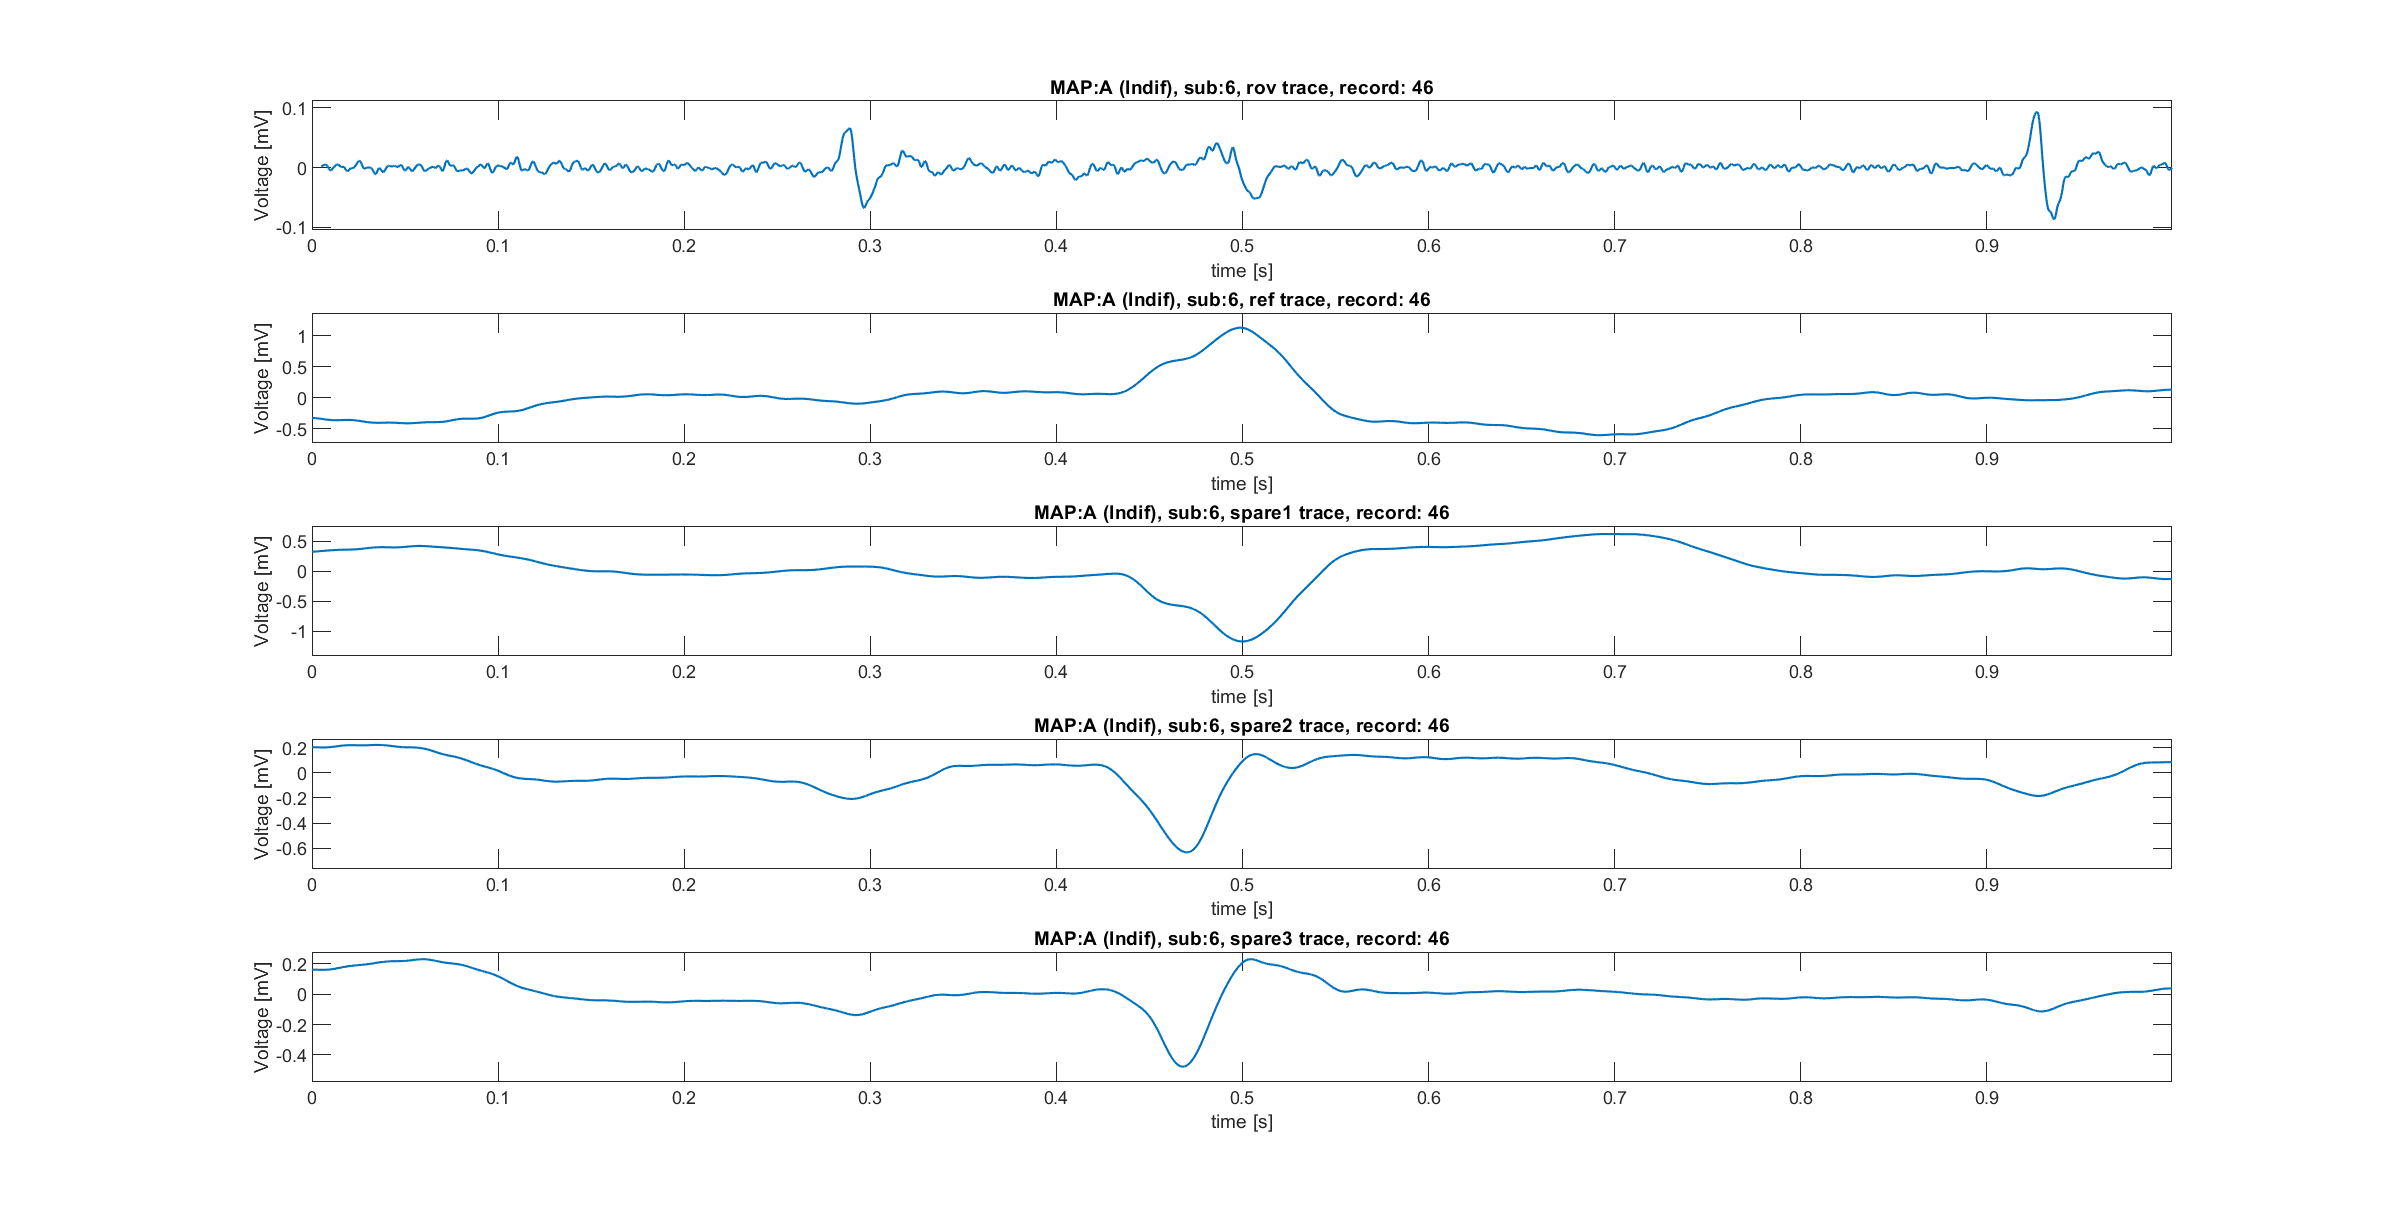 MAP:A (Indif), sub:6, rov trace, record: 46
Voltage [mV]
0.1
0
-0.1
0 0.1 0.2 0.3 0.4 0.5 0.6 0.7 0.8 0.9
time [s]
MAP:A (Indif), sub:6, ref trace, record: 46
Voltage [mV]
1
0.5
0
-0.5
0 0.1 0.2 0.3 0.4 0.5 0.6 0.7 0.8 0.9
time [s]
MAP:A (Indif), sub:6, spare1 trace, record: 46
Voltage [mV]
0.5
0
-0.5
-1
0 0.1 0.2 0.3 0.4 0.5 0.6 0.7 0.8 0.9
time [s]
MAP:A (Indif), sub:6, spare2 trace, record: 46
Voltage [mV]
0.2
0
-0.2
-0.4
-0.6
0 0.1 0.2 0.3 0.4 0.5 0.6 0.7 0.8 0.9
time [s]
MAP:A (Indif), sub:6, spare3 trace, record: 46
Voltage [mV]
0.2
0
-0.2
-0.4
0 0.1 0.2 0.3 0.4 0.5 0.6 0.7 0.8 0.9
time [s]